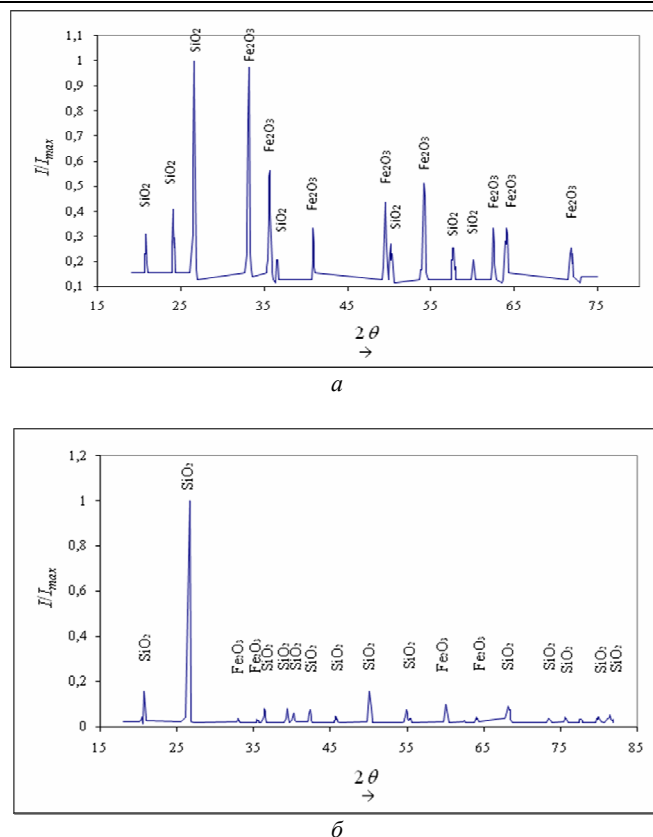 1,1
1
0,9
0,8
0,7
0,6
0,5
0,4
0,3
0,2
0,1
I/Imax
SiO2
SiO2
SiO2
Fe2O3
Fe2O3
SiO2
Fe2O3
Fe2O3
SiO2
Fe2O3
SiO2
SiO2
Fe2O3
Fe2O3
Fe2O3
15 25 35 45 55 65 75
2 θ
→
а
1,2
1
0,8
0,6
0,4
0,2
0
I/Imax
SiO2
SiO2
Fe2O3
Fe2O3
SiO2
SiO2
SiO2
SiO2
SiO2
SiO2
SiO2
Fe2O3
Fe2O3
SiO2
SiO2
SiO2
SiO2
SiO2
15 25 35 45 55 65 75 85
2 θ
→
б